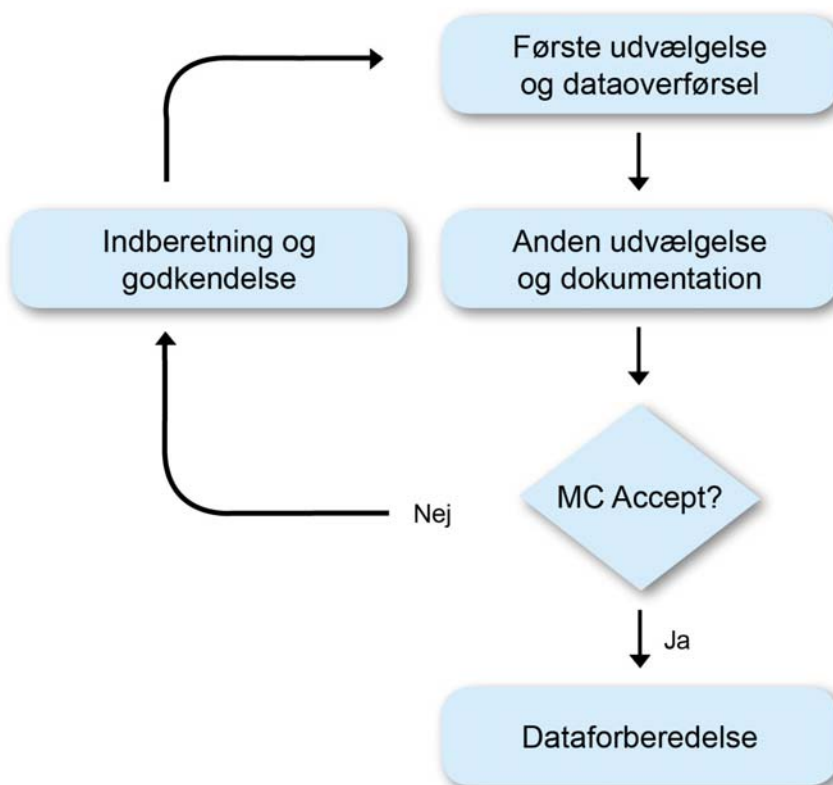 Første udvælgelse
og dataoverførsel
Indberetning og
godkendelse
Anden udvælgelse
og dokumentation
MC Accept?
Nej
Ja
Dataforberedelse